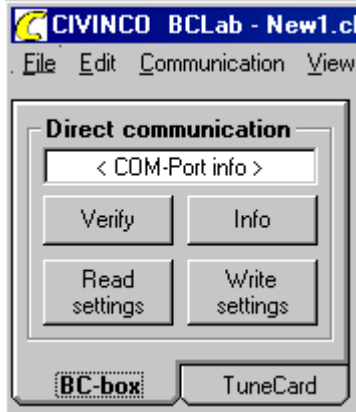 CIVINCO BCLab - New1.cl
File Edit Communication View
Direct communication
< COM-Port info >
Verify Info
Read settings
Write settings
BC-box TuneCard